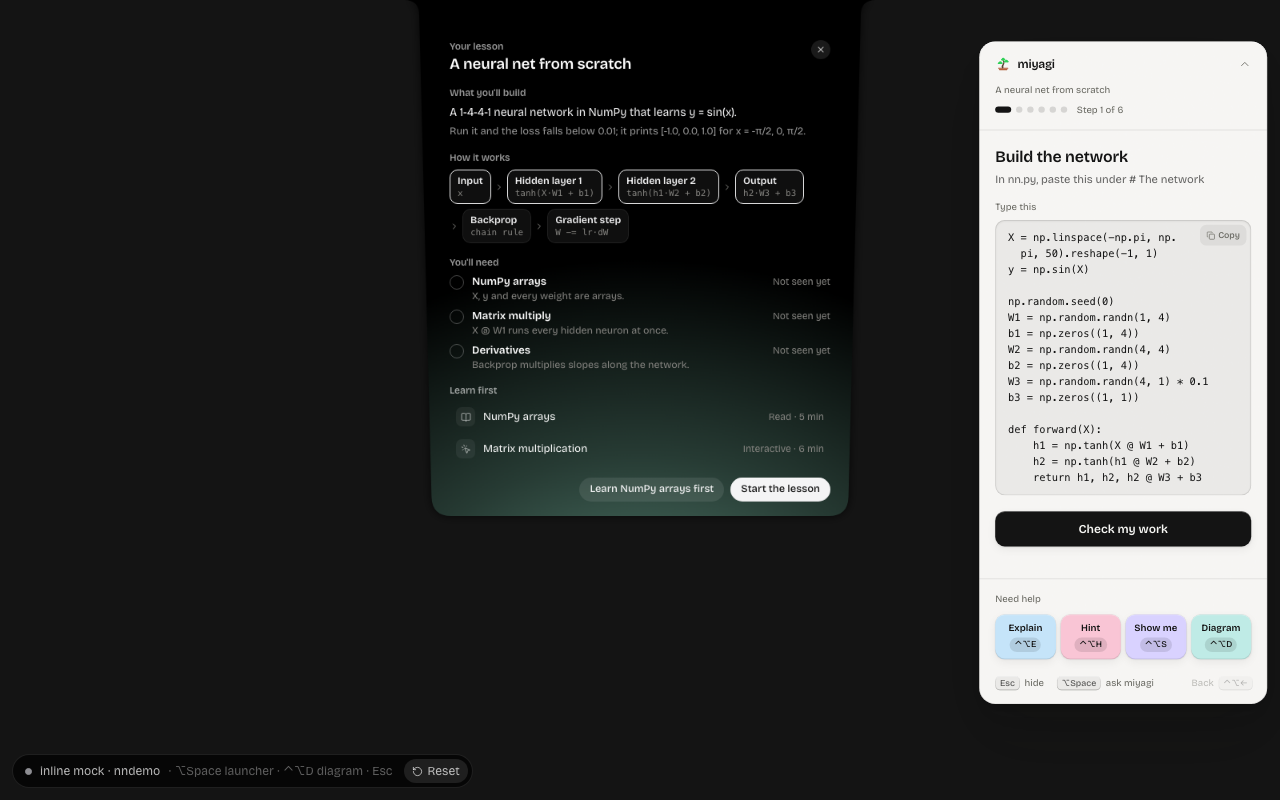 Your lesson
A neural net from scratch
What you'll build
A 1-4-4-1 neural network in NumPy that learns y = sin(x).
Run it and the loss falls below 0.01; it prints [-1.0, 0.0, 1.0] for x = -π/2, 0, π/2.
How it works
Input
x
› Hidden layer 1
tanh(X·W1 + b1)
› Hidden layer 2
tanh(h1·W2 + b2)
› Output
h2·W3 + b3
› Backprop
chain rule
› Gradient step
W −= lr·dW
You'll need
NumPy arrays Not seen yet
X, y and every weight are arrays.
Matrix multiply Not seen yet
X @ W1 runs every hidden neuron at once.
Derivatives Not seen yet
Backprop multiplies slopes along the network.
Learn first
NumPy arrays Read · 5 min
Matrix multiplication Interactive · 6 min
Learn NumPy arrays first Start the lesson
miyagi
A neural net from scratch
Step 1 of 6
Build the network
In nn.py, paste this under # The network
Type this
Copy
X = np.linspace(−np.pi, np.
pi, 50).reshape(−1, 1)
y = np.sin(X)
np.random.seed(0)
W1 = np.random.randn(1, 4)
b1 = np.zeros((1, 4))
W2 = np.random.randn(4, 4)
b2 = np.zeros((1, 4))
W3 = np.random.randn(4, 1) * 0.1
b3 = np.zeros((1, 1))
def forward(X):
h1 = np.tanh(X @ W1 + b1)
h2 = np.tanh(h1 @ W2 + b2)
return h1, h2, h2 @ W3 + b3
Check my work
Need help
Explain Hint Show me Diagram
^⌥E ^⌥H ^⌥S ^⌥D
Esc hide ⌥Space ask miyagi Back ^⌥←
inline mock · nndemo · ⌥Space launcher · ^⌥D diagram · Esc Reset